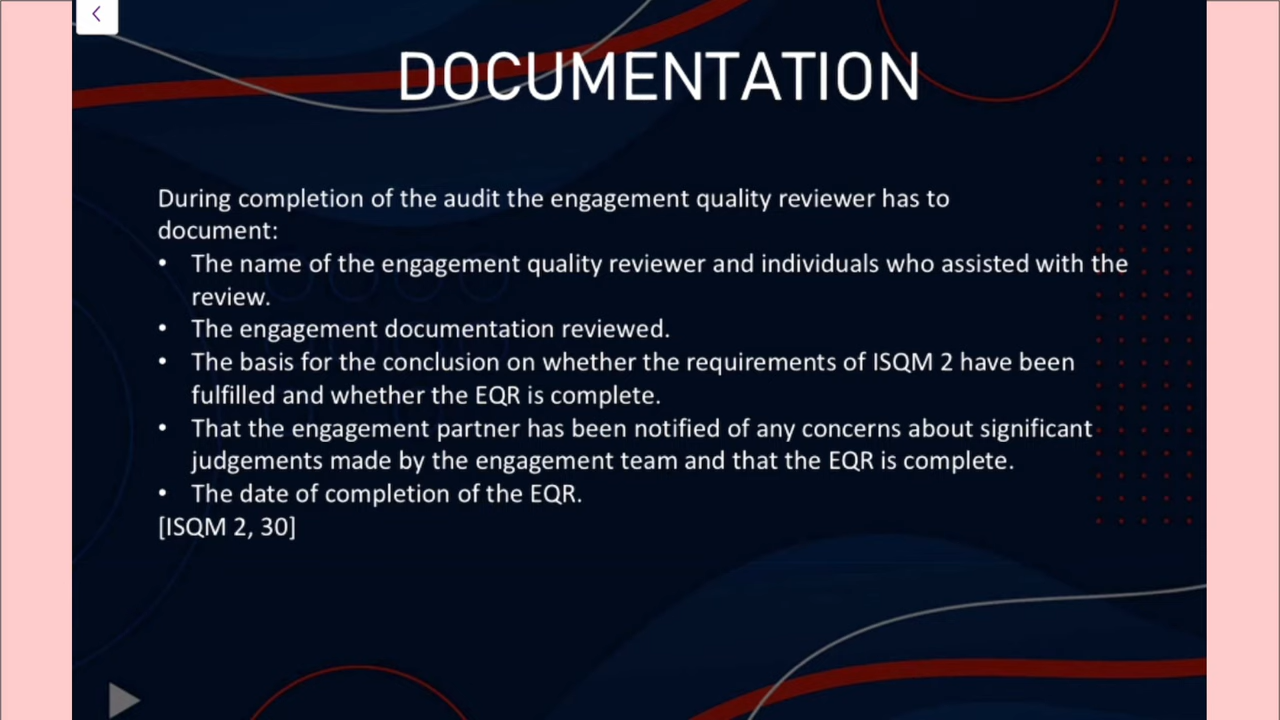 DOCUMENTATION
During completion of the audit the engagement quality reviewer has to
document:
• The name of the engagement quality reviewer and individuals who assisted with the
review.
• The engagement documentation reviewed.
• The basis for the conclusion on whether the requirements of ISQM 2 have been
fulfilled and whether the EQR is complete.
• That the engagement partner has been notified of any concerns about significant
judgements made by the engagement team and that the EQR is complete.
• The date of completion of the EQR.
[ISQM 2, 30]